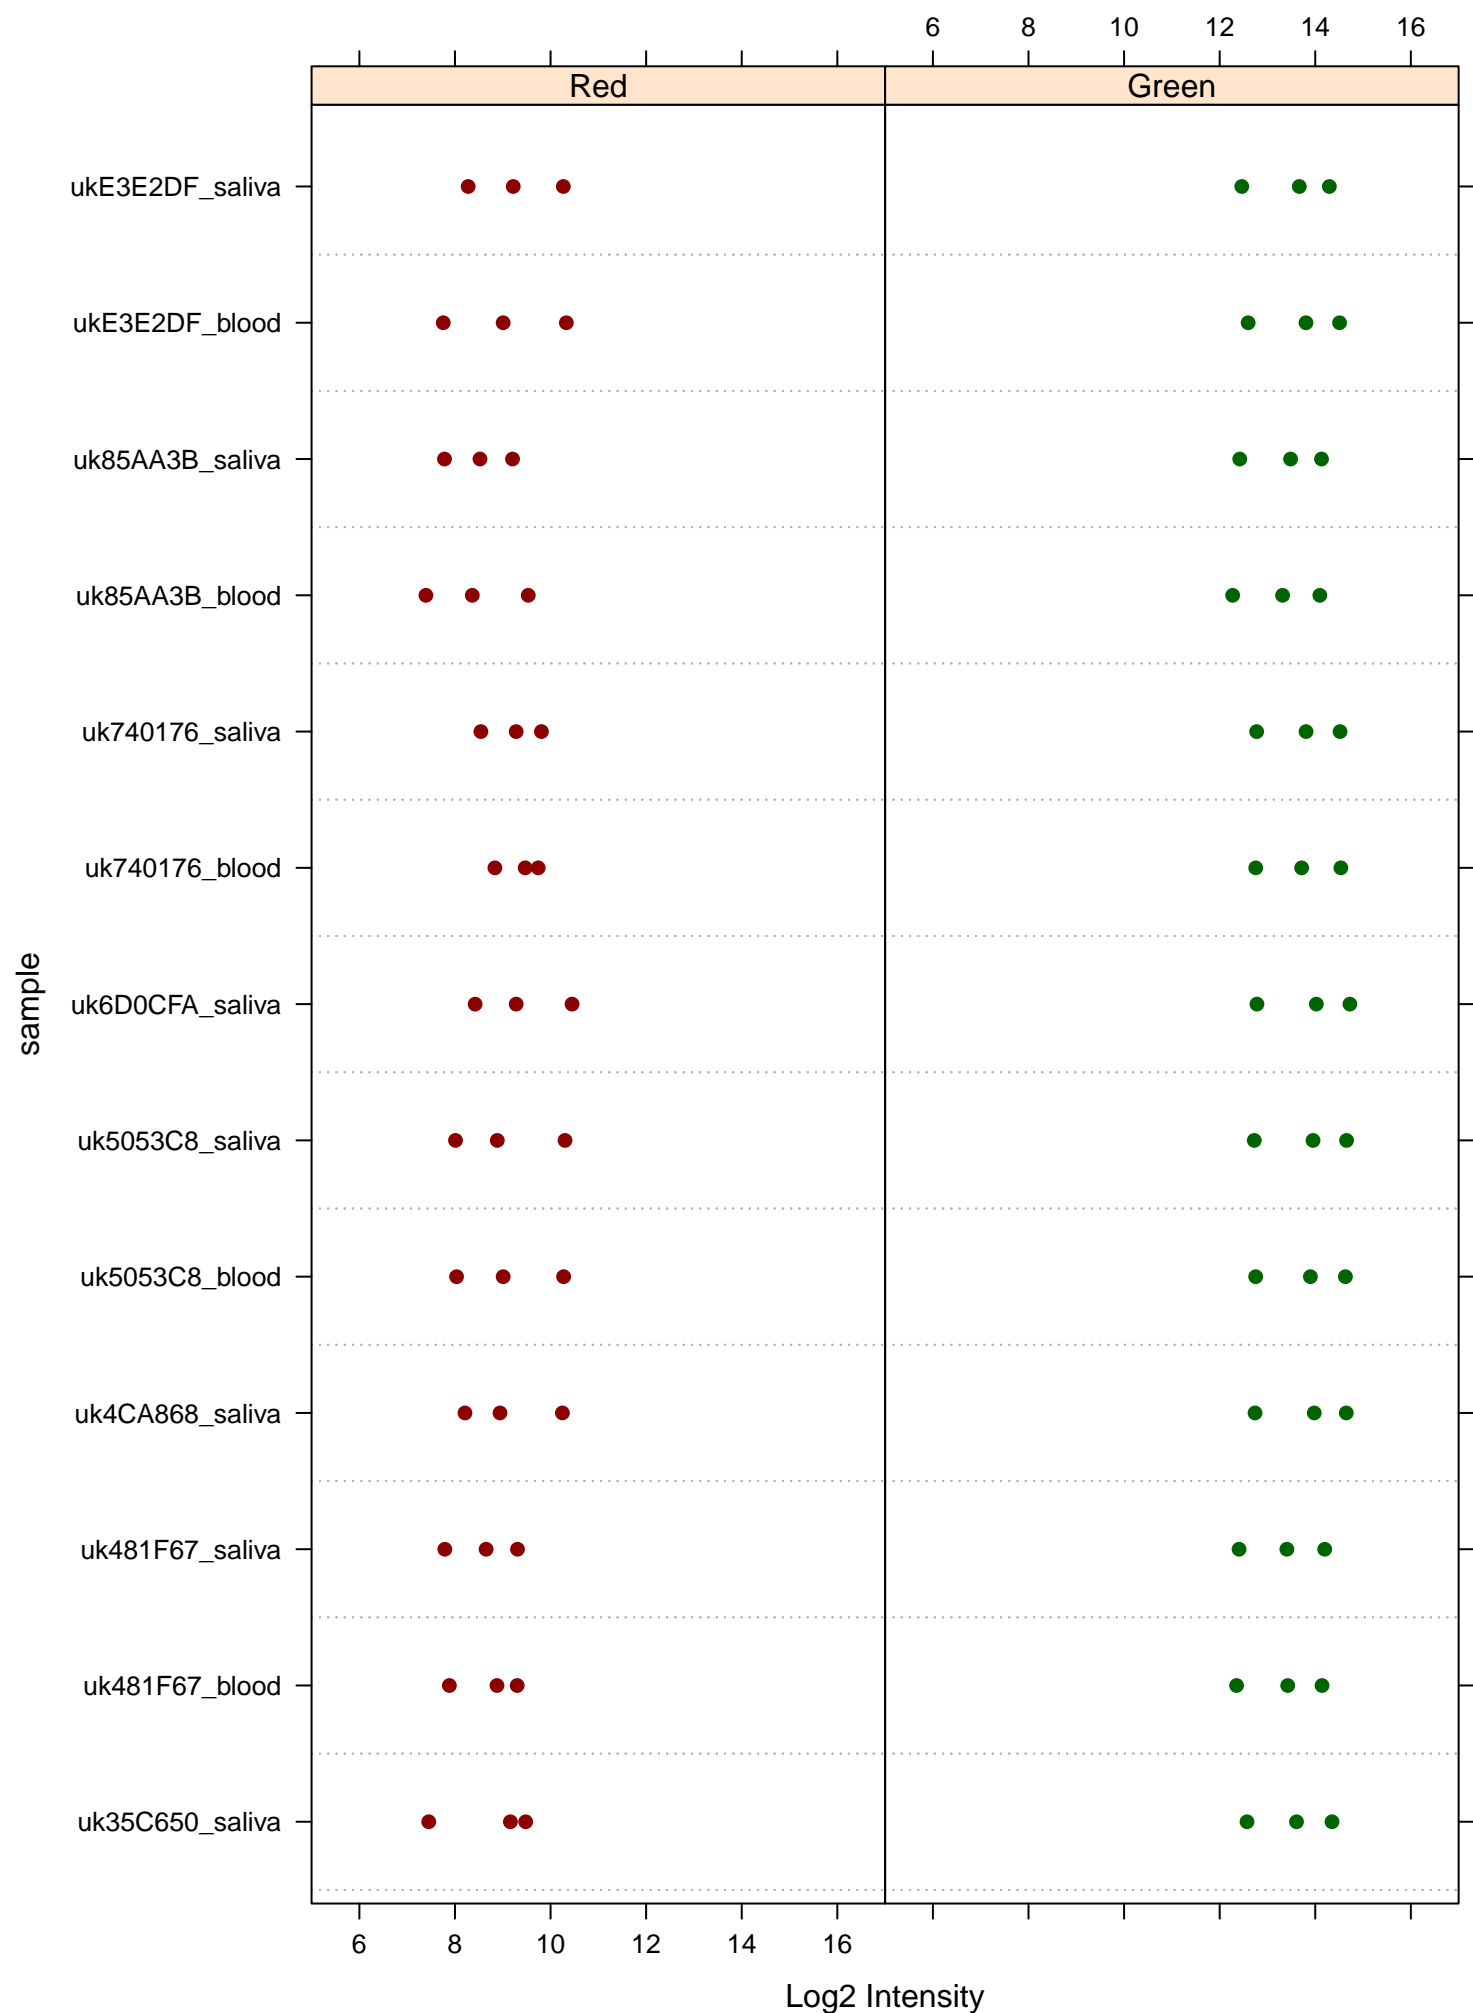 6 8 10 12 14 16
Red Green
ukE3E2DF_saliva
ukE3E2DF_blood
uk85AA3B_saliva
uk85AA3B_blood
uk740176_saliva
uk740176_blood
sample
uk6D0CFA_saliva
uk5053C8_saliva
uk5053C8_blood
uk4CA868_saliva
uk481F67_saliva
uk481F67_blood
uk35C650_saliva
6 8 10 12 14 16
Log2 Intensity